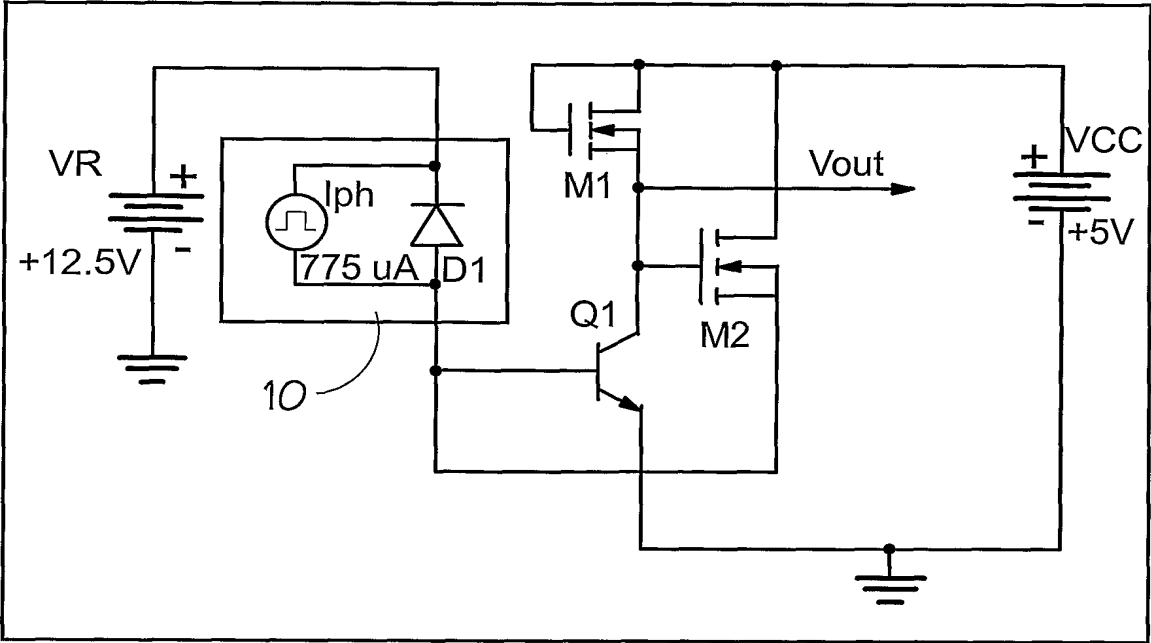 VR
+
-
+12.5V
Iph
775 uA
D1
10
M1
Vout
Q1
M2
VCC
+
-
+5V